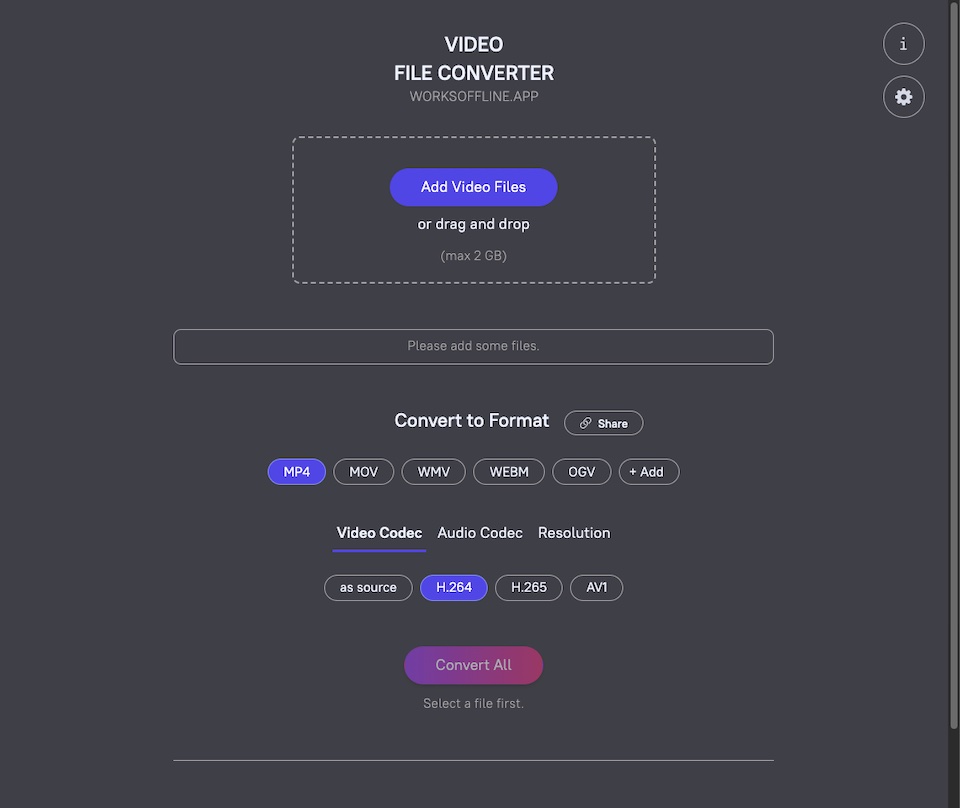 VIDEO
FILE CONVERTER
WORKSOFFLINE.APP
i
Add Video Files
or drag and drop
(max 2 GB)
Please add some files.
Convert to Format Share
MP4 MOV WMV WEBM OGV + Add
Video Codec Audio Codec Resolution
as source H.264 H.265 AV1
Convert All
Select a file first.